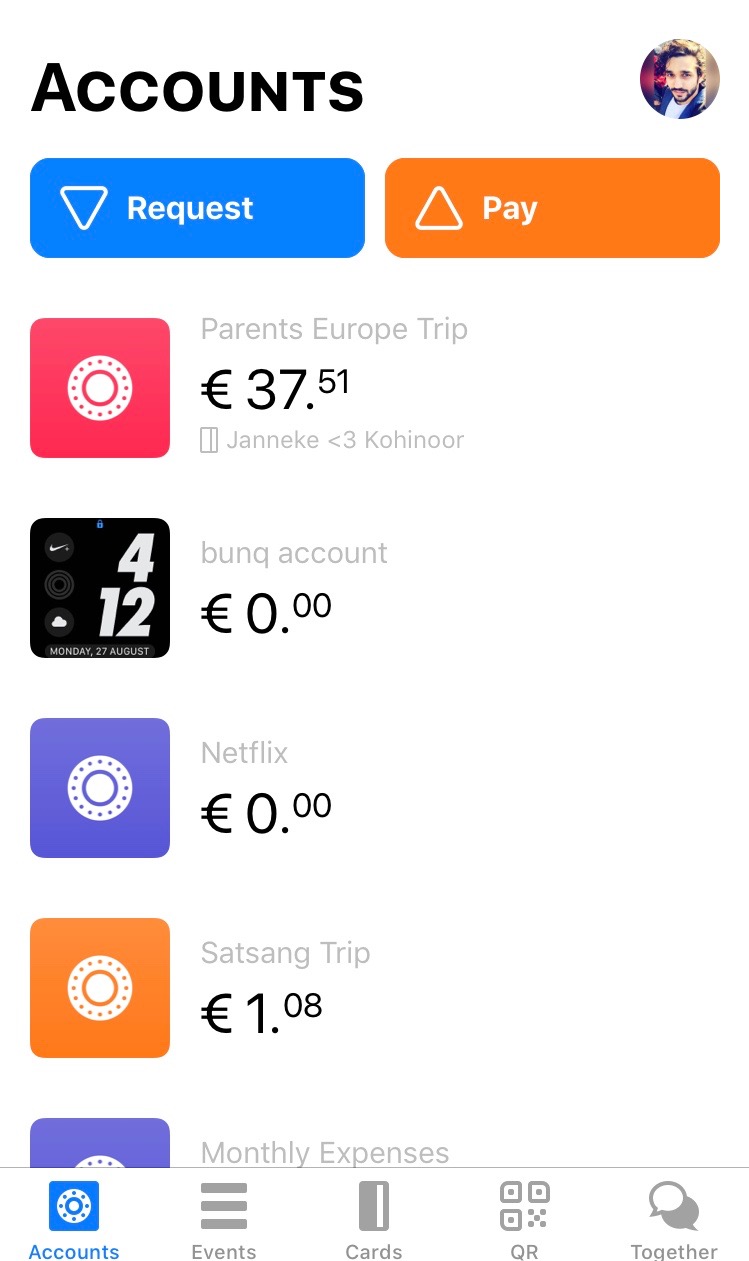 Accounts
Request
Pay
Parents Europe Trip
€ 37.51
Janneke <3 Kohinoor
4
12
MONDAY, 27 AUGUST
bunq account
€ 0.00
Netflix
€ 0.00
Satsang Trip
€ 1.08
Monthly Expenses
Accounts
Events
Cards
QR
Together